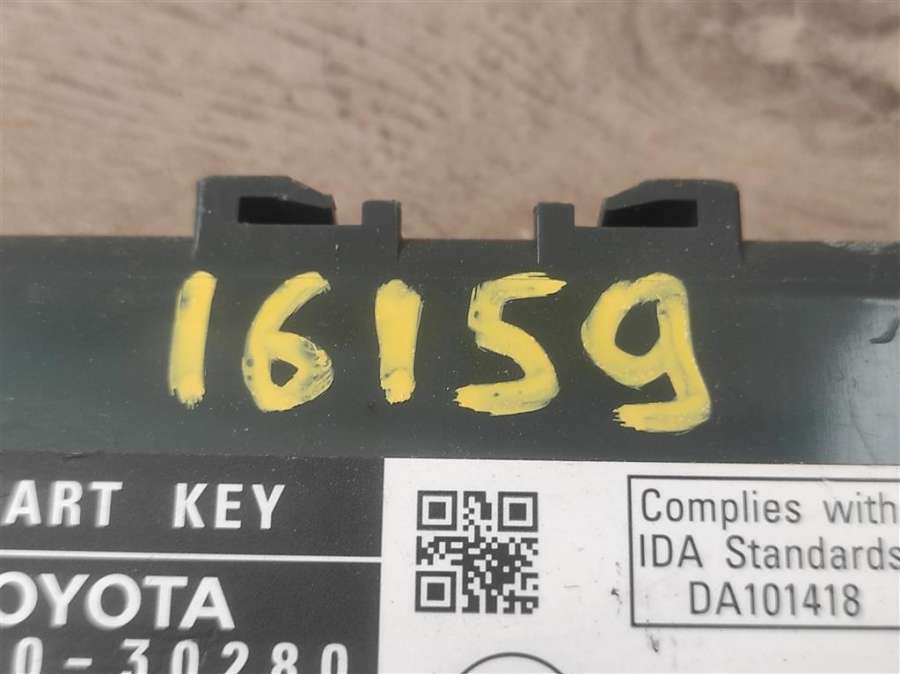 16159
ART KEY
Complies with
IDA Standards
DA101418
OYOTA
0-30280